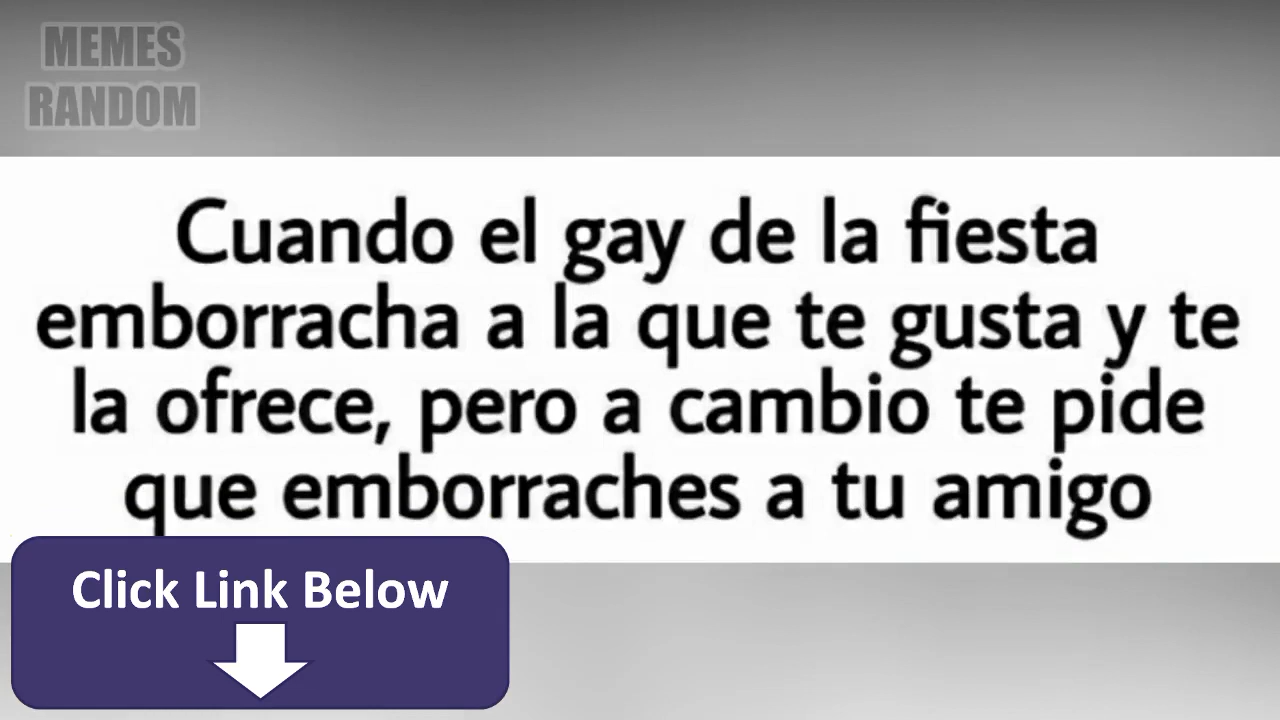 MEMES
RANDOM
Cuando el gay de la fiesta
emborracha a la que te gusta y te
la ofrece, pero a cambio te pide
que emborraches a tu amigo
Click Link Below